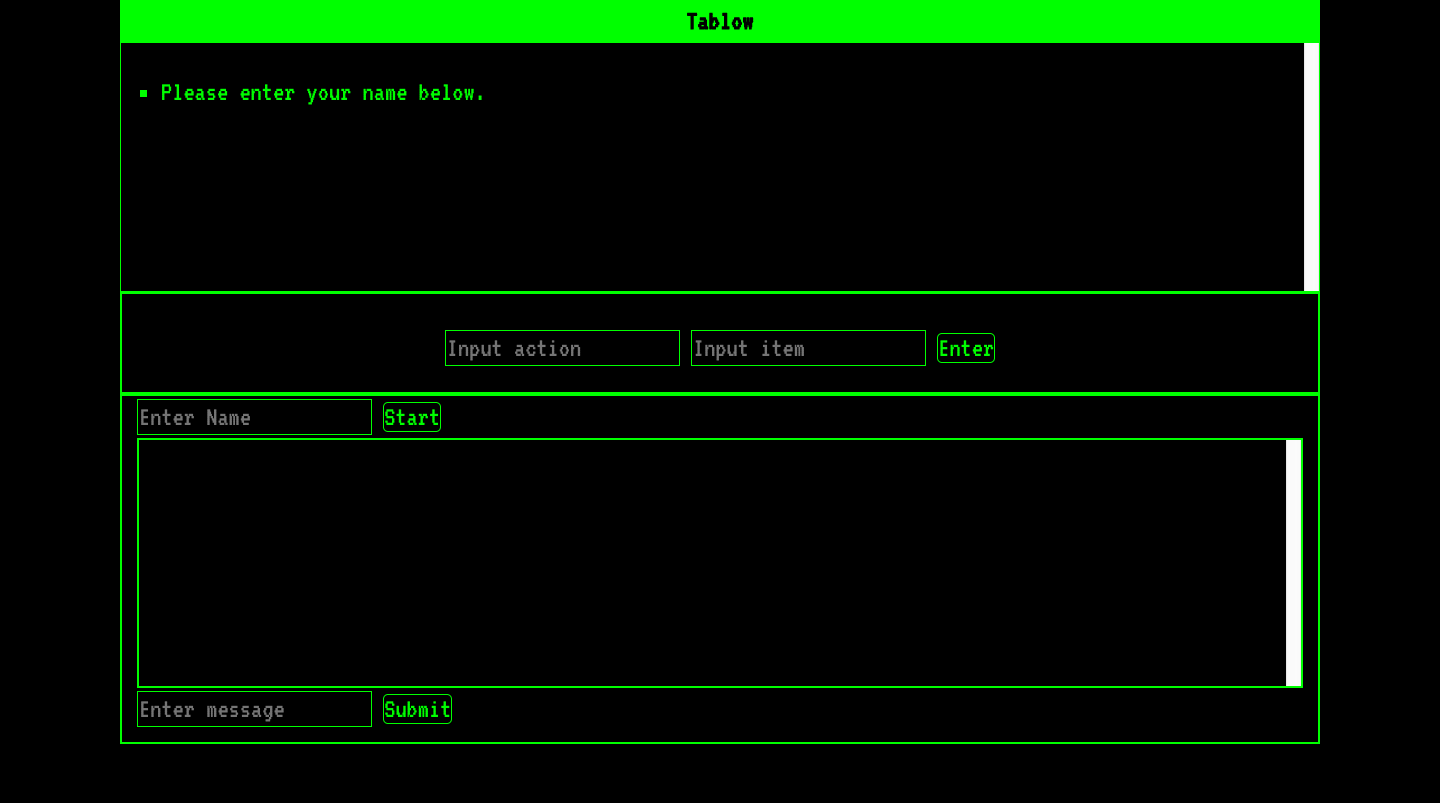 Tablow
▪ Please enter your name below.
Input action Input item Enter
Enter Name Start
Enter message Submit